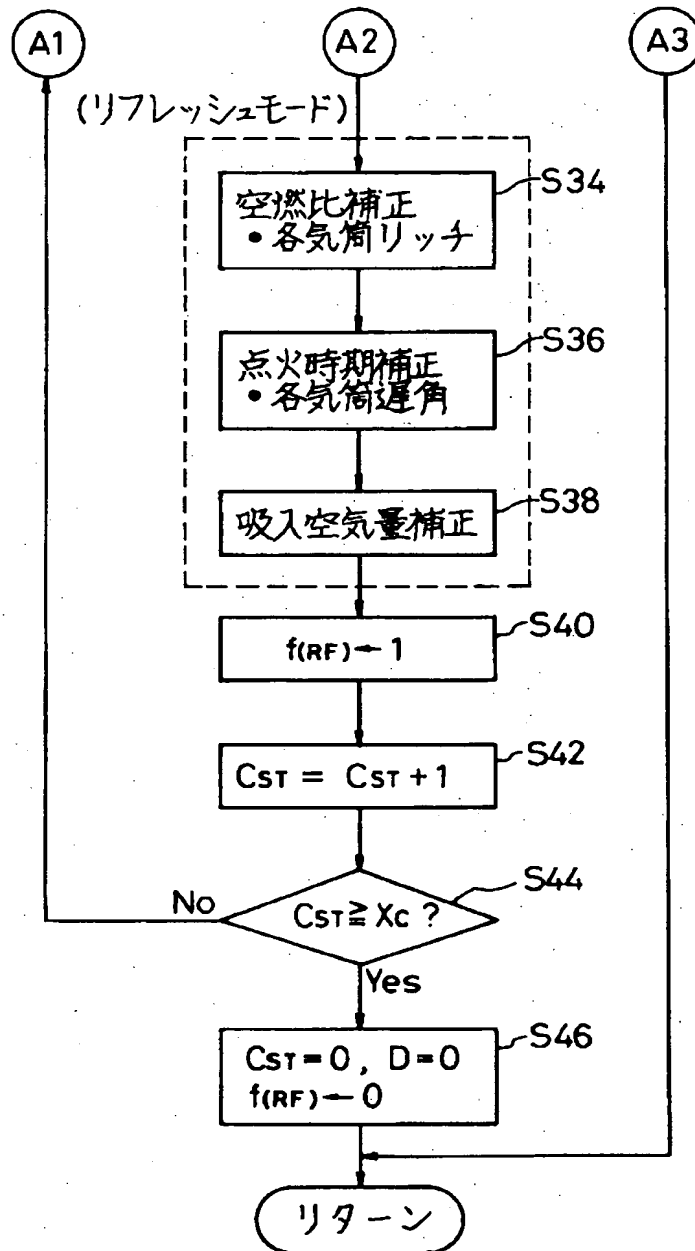 A1
A2
A3
(リフレッシュモード)
S34
空燃比補正
• 各気筒リッチ
S36
点火時期補正
• 各気筒遅角
S38
吸入空気量補正
S40
f(RF)←1
S42
CST = CST+1
S44
No
CST≧XC ?
Yes
S46
CST=0, D=0
f(RF)←0
リターン